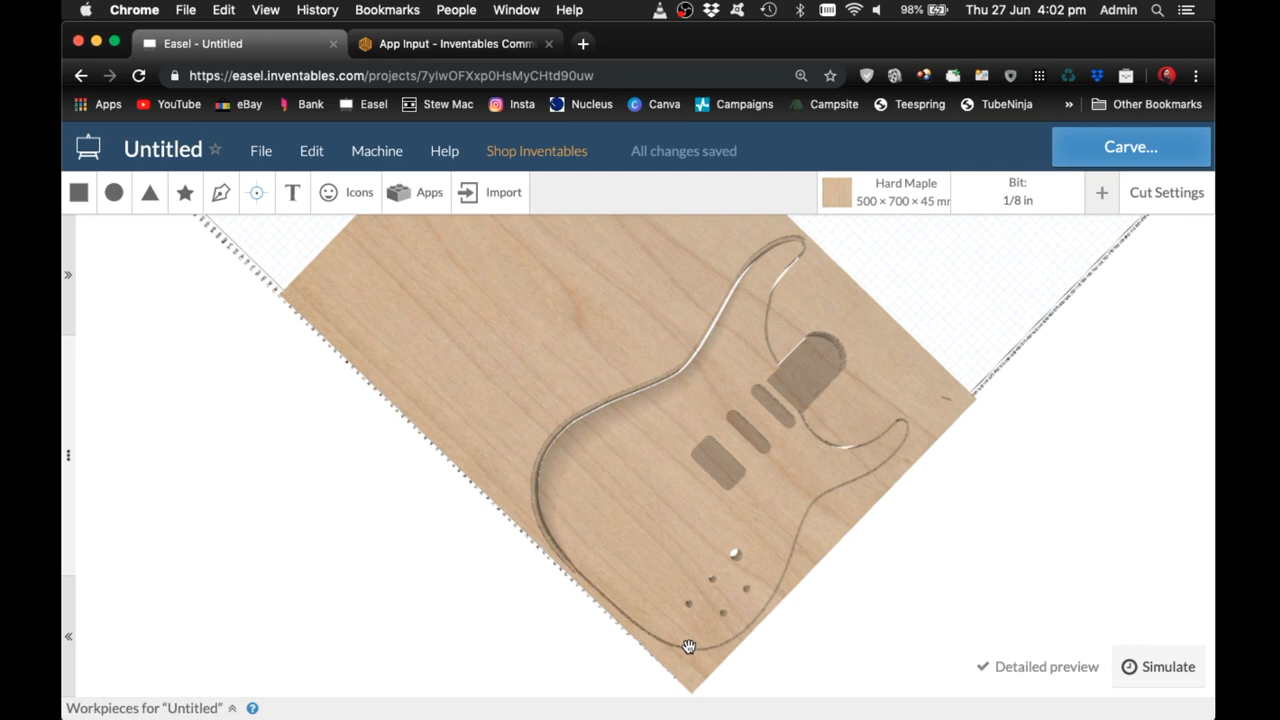 Chrome File Edit View History Bookmarks People Window Help 98% Thu 27 Jun 4:02 pm Admin
Easel - Untitled App Input - Inventables Comm
https://easel.inventables.com/projects/7yIwOFXxp0HsMyCHtd90uw
Apps YouTube eBay Bank Easel Stew Mac Insta Nucleus Canva Campaigns Campsite Teespring TubeNinja » Other Bookmarks
Untitled File Edit Machine Help Shop Inventables All changes saved Carve...
T Icons Apps Import Hard Maple Bit: + Cut Settings
500 × 700 × 45 mm 1/8 in
Detailed preview Simulate
Workpieces for “Untitled” ?